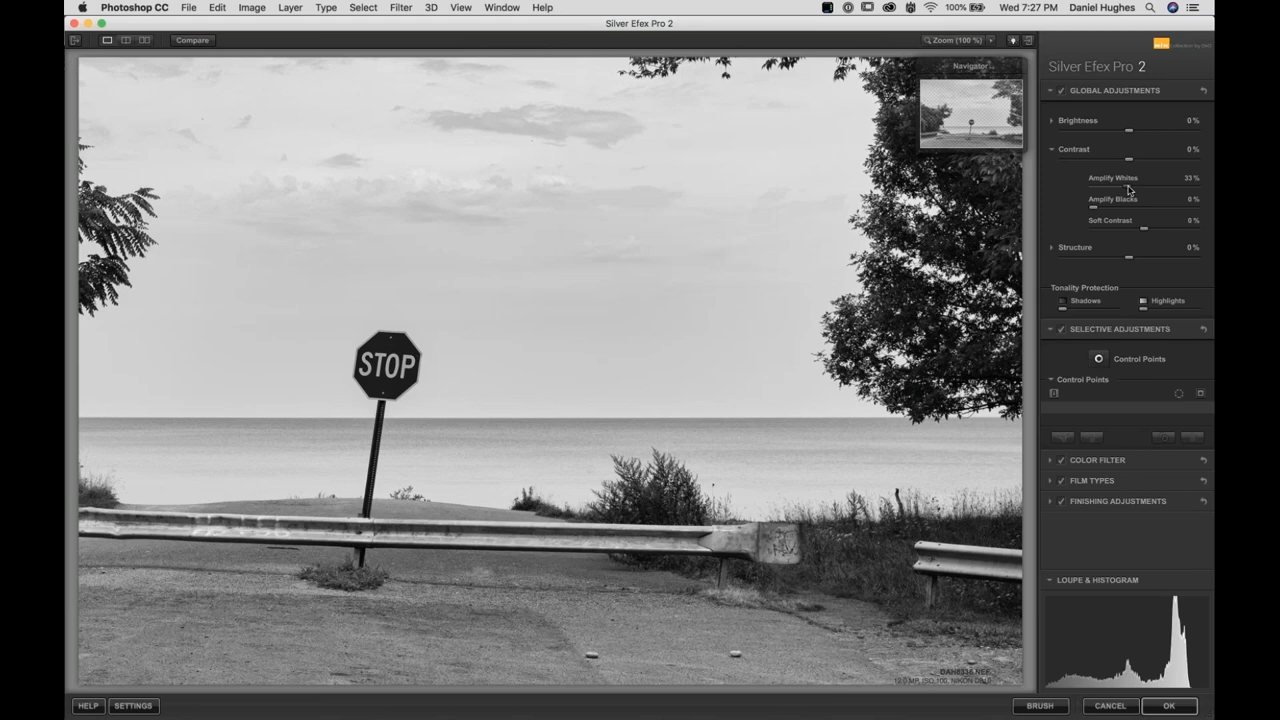 Photoshop CC File Edit Image Layer Type Select Filter 3D View Window Help 100% Wed 7:27 PM Daniel Hughes
Silver Efex Pro 2
Compare Zoom (100 %)
Navigator
Silver Efex Pro 2
GLOBAL ADJUSTMENTS
Brightness 0 %
Contrast 0 %
Amplify Whites 33 %
Amplify Blacks 0 %
Soft Contrast 0 %
Structure 0 %
Tonality Protection
Shadows Highlights
SELECTIVE ADJUSTMENTS
Control Points
Control Points
COLOR FILTER
FILM TYPES
FINISHING ADJUSTMENTS
LOUPE & HISTOGRAM
STOP
HELP SETTINGS BRUSH CANCEL OK